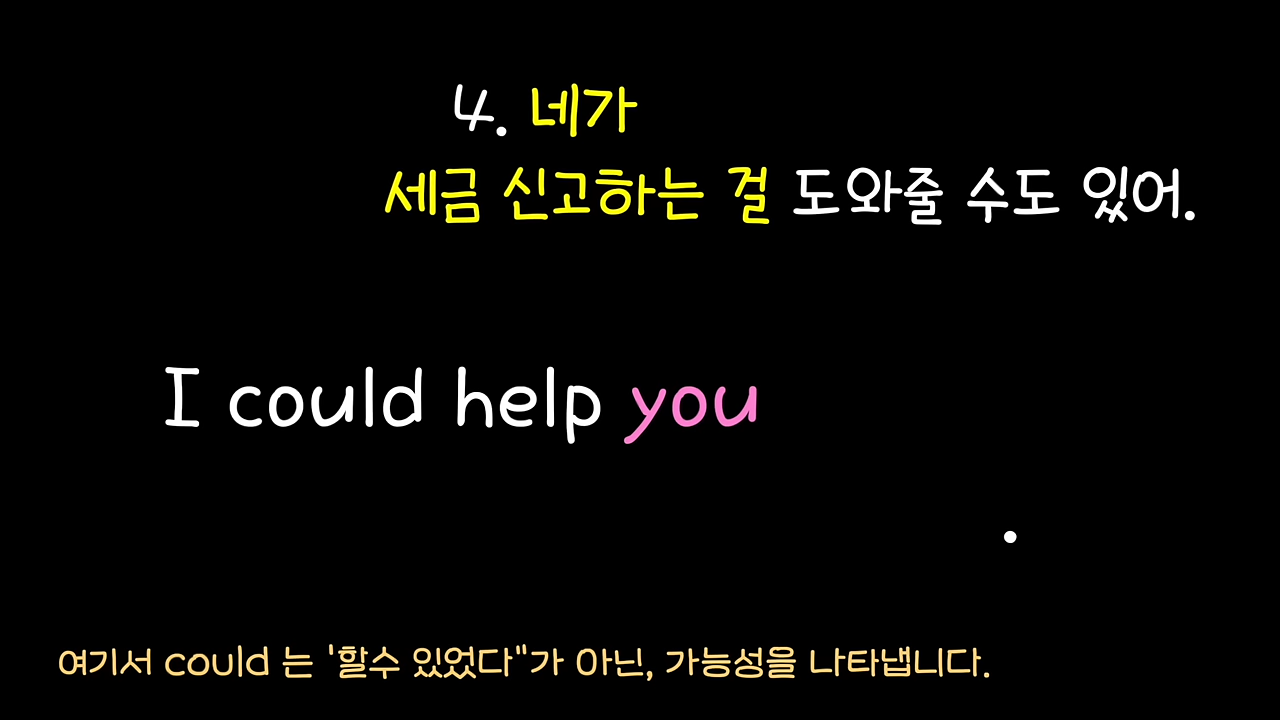 4. 네가
세금 신고하는 걸 도와줄 수도 있어.
I could help you
.
여기서 could 는 '할수 있었다"가 아닌, 가능성을 나타냅니다.